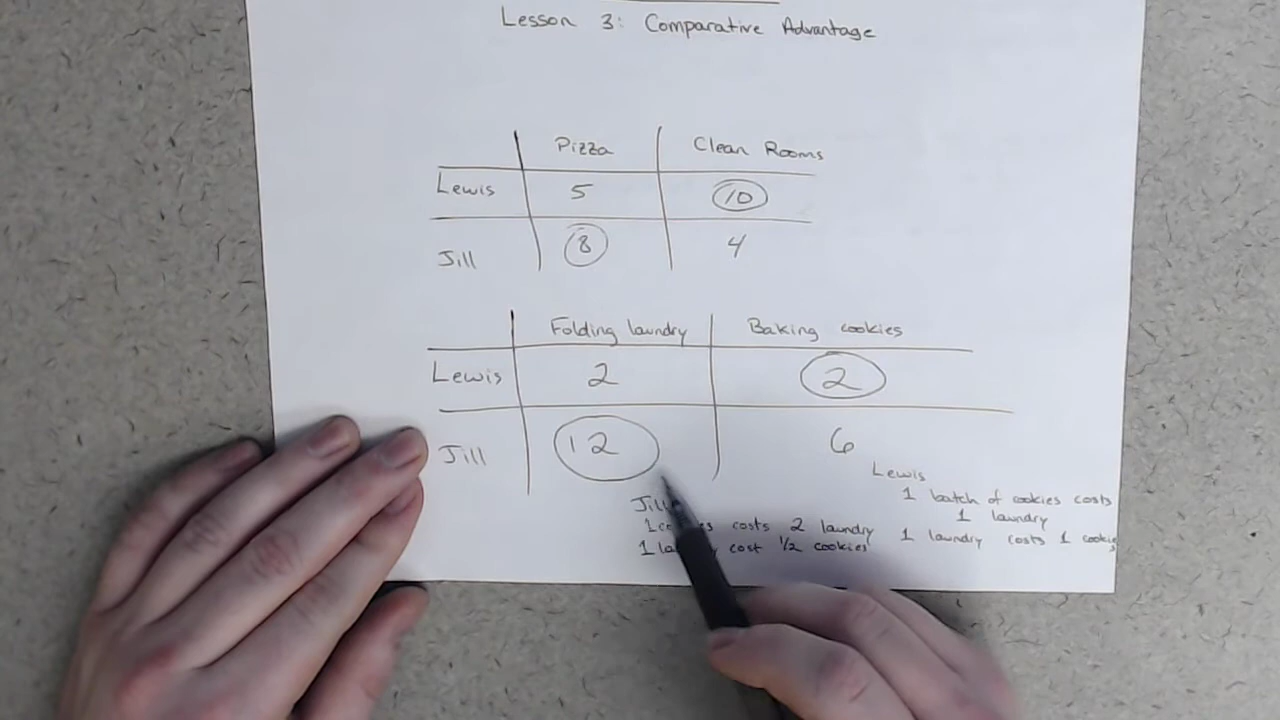 Lesson 3: Comparative Advantage
Pizza Clean Rooms
Lewis 5 10
Jill 8 4
Folding laundry Baking cookies
Lewis 2 2
Jill 12 6
Lewis
1 batch of cookies costs
1 laundry
1 laundry costs 1 cookies
Jill
costs 2 laundry
1 cost 1/2 cookies